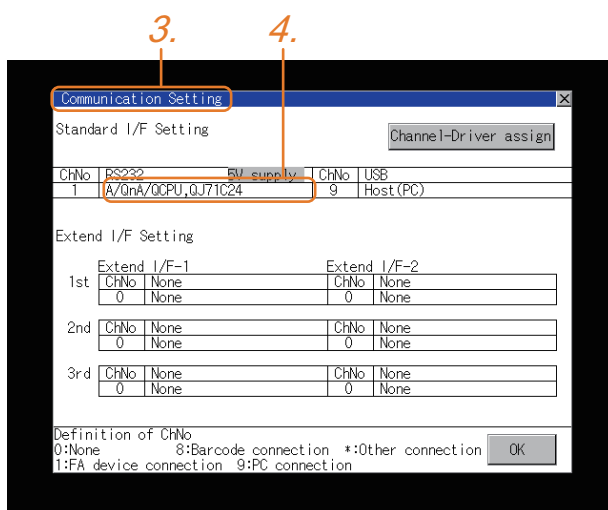 3. 4.
Communication Setting
Standard I/F Setting
Channel-Driver assign
ChNo RS232 5V supply ChNo USB
1 A/QnA/QCPU,QJ71C24 9 Host(PC)
Extend I/F Setting
Extend I/F-1 Extend I/F-2
1st ChNo None ChNo None
0 None 0 None
2nd ChNo None ChNo None
0 None 0 None
3rd ChNo None ChNo None
0 None 0 None
Definition of ChNo
0:None 8:Barcode connection *:Other connection OK
1:FA device connection 9:PC connection